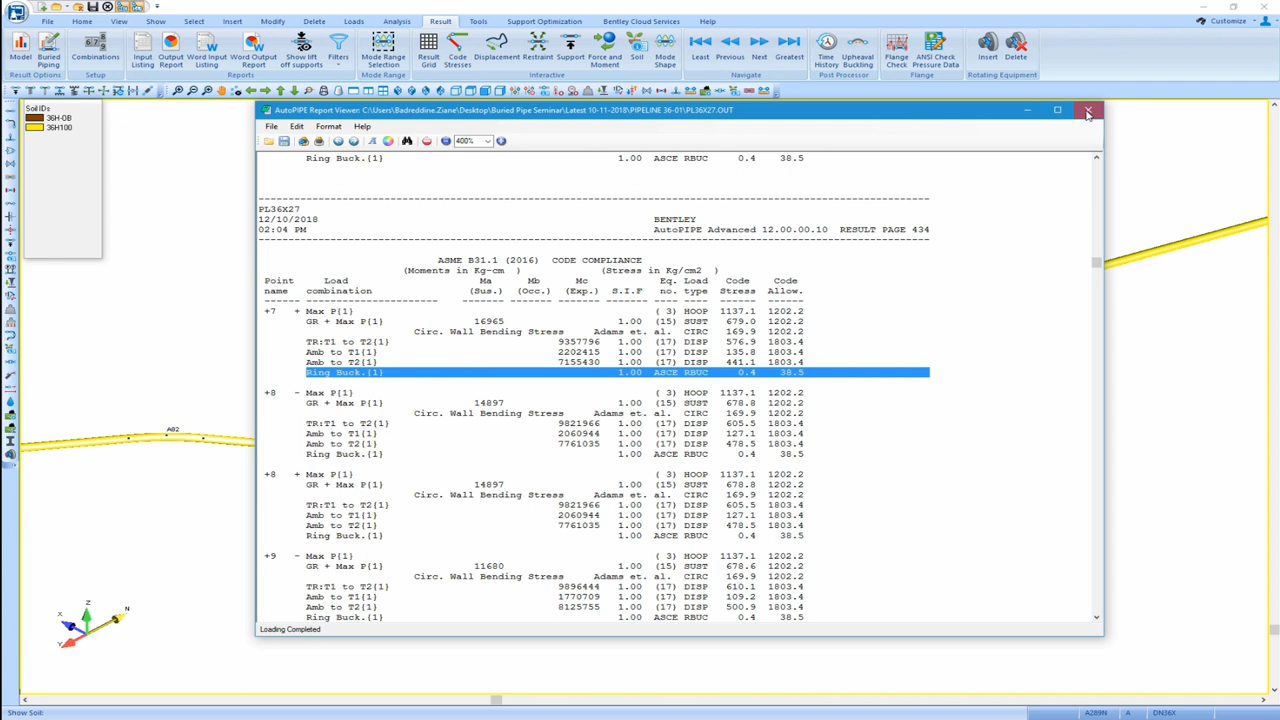 File Home View Show Select Insert Modify Delete Loads Analysis Result Tools Support Optimization Bentley Cloud Services Help Customize
Model Buried Piping Combinations Input Listing Output Report Word Input Listing Word Output Report Show lift off supports Filters Mode Range Selection Result Grid Code Stresses Displacement Restraint Support Force and Moment Soil Mode Shape Least Previous Next Greatest Time History Upheaval Buckling Flange Check ANSI Check Pressure Data Insert Delete
Result Options Setup Reports Mode Range Interactive Navigate Post Processor Flange Rotating Equipment
Soil IDs
36H-OB
36H100
AutoPIPE Report Viewer: C:\Users\Badreddine.Ziane\Desktop\Buried Pipe Seminar\Latest 10-11-2018\PIPELINE 36-01\PL36X27.OUT
File Edit Format Help
400%
Ring Buck.{1} 1.00 ASCE RBUC 0.4 38.5
PL36X27
12/10/2018 BENTLEY
02:04 PM AutoPIPE Advanced 12.00.00.10 RESULT PAGE 434
ASME B31.1 (2016) CODE COMPLIANCE
(Moments in Kg-cm ) (Stress in Kg/cm2 )
Point Load Ma Mb Mc Eq. Load Code Code
name combination (Sus.) (Occ.) (Exp.) S.I.F no. type Stress Allow.
+7 + Max P{1} ( 3) HOOP 1137.1 1202.2
GR + Max P{1} 16965 1.00 (15) SUST 679.0 1202.2
Circ. Wall Bending Stress Adams et. al. CIRC 169.9 1803.4
TR:T1 to T2{1} 9357796 1.00 (17) DISP 576.9 1803.4
Amb to T1{1} 2202415 1.00 (17) DISP 135.8 1803.4
Amb to T2{1} 7155430 1.00 (17) DISP 441.1 1803.4
Ring Buck.{1} 1.00 ASCE RBUC 0.4 38.5
+8 - Max P{1} ( 3) HOOP 1137.1 1202.2
GR + Max P{1} 14897 1.00 (15) SUST 678.8 1202.2
Circ. Wall Bending Stress Adams et. al. CIRC 169.9 1803.4
TR:T1 to T2{1} 9821966 1.00 (17) DISP 605.5 1803.4
Amb to T1{1} 2060944 1.00 (17) DISP 127.1 1803.4
Amb to T2{1} 7761035 1.00 (17) DISP 478.5 1803.4
Ring Buck.{1} 1.00 ASCE RBUC 0.4 38.5
+8 + Max P{1} ( 3) HOOP 1137.1 1202.2
GR + Max P{1} 14897 1.00 (15) SUST 678.8 1202.2
Circ. Wall Bending Stress Adams et. al. CIRC 169.9 1803.4
TR:T1 to T2{1} 9821966 1.00 (17) DISP 605.5 1803.4
Amb to T1{1} 2060944 1.00 (17) DISP 127.1 1803.4
Amb to T2{1} 7761035 1.00 (17) DISP 478.5 1803.4
Ring Buck.{1} 1.00 ASCE RBUC 0.4 38.5
+9 - Max P{1} ( 3) HOOP 1137.1 1202.2
GR + Max P{1} 11680 1.00 (15) SUST 678.6 1202.2
Circ. Wall Bending Stress Adams et. al. CIRC 169.9 1803.4
TR:T1 to T2{1} 9896444 1.00 (17) DISP 610.1 1803.4
Amb to T1{1} 1770709 1.00 (17) DISP 109.2 1803.4
Amb to T2{1} 8125755 1.00 (17) DISP 500.9 1803.4
Ring Buck.{1} 1.00 ASCE RBUC 0.4 38.5
Loading Completed
A82
X Z N Y
Show Soil: A289N A DN36X